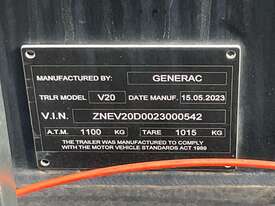 MANUFACTURED BY: GENERAC
TRLR MODEL V20 DATE MANUF. 15.05.2023
V.I.N. ZNEV20D0023000542
A.T.M. 1100 KG TARE 1015 KG
THE TRAILER WAS MANUFACTURED TO COMPLY
WITH THE MOTOR VEHICLE STANDARDS ACT 1989